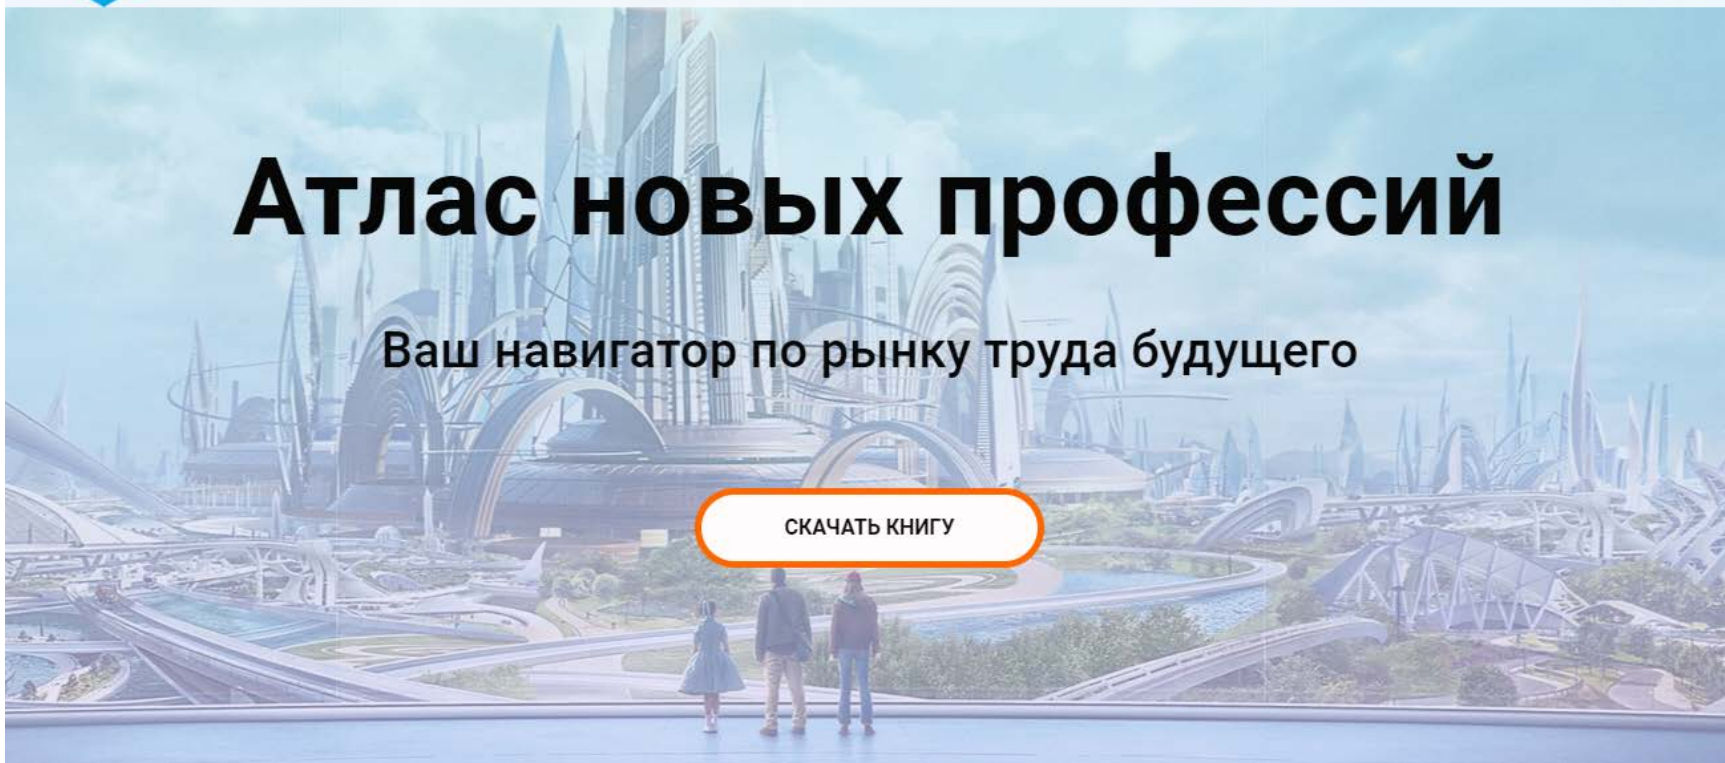 Атлас новых профессий
Ваш навигатор по рынку труда будущего
СКАЧАТЬ КНИГУ